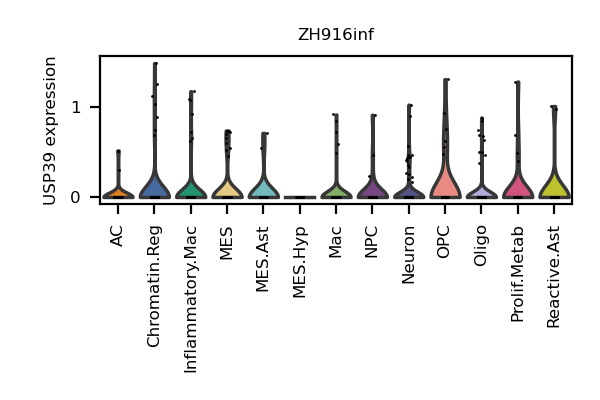 ZH916inf
USP39 expression
1
0
AC
Chromatin.Reg
Inflammatory.Mac
MES
MES.Ast
MES.Hyp
Mac
NPC
Neuron
OPC
Oligo
Prolif.Metab
Reactive.Ast